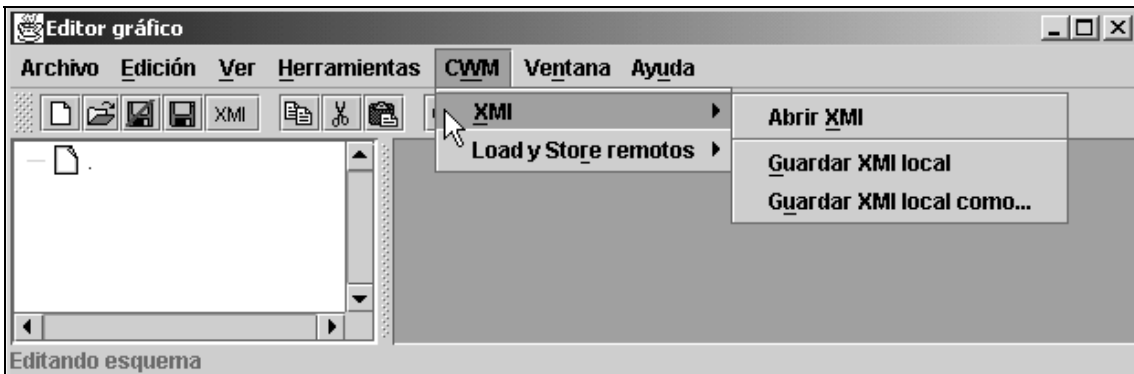 Editor gráfico
Archivo Edición Ver Herramientas CWM Ventana Ayuda
XMI
XMI
Abrir XMI
Load y Store remotos
Guardar XMI local
Guardar XMI local como...
.
Editando esquema